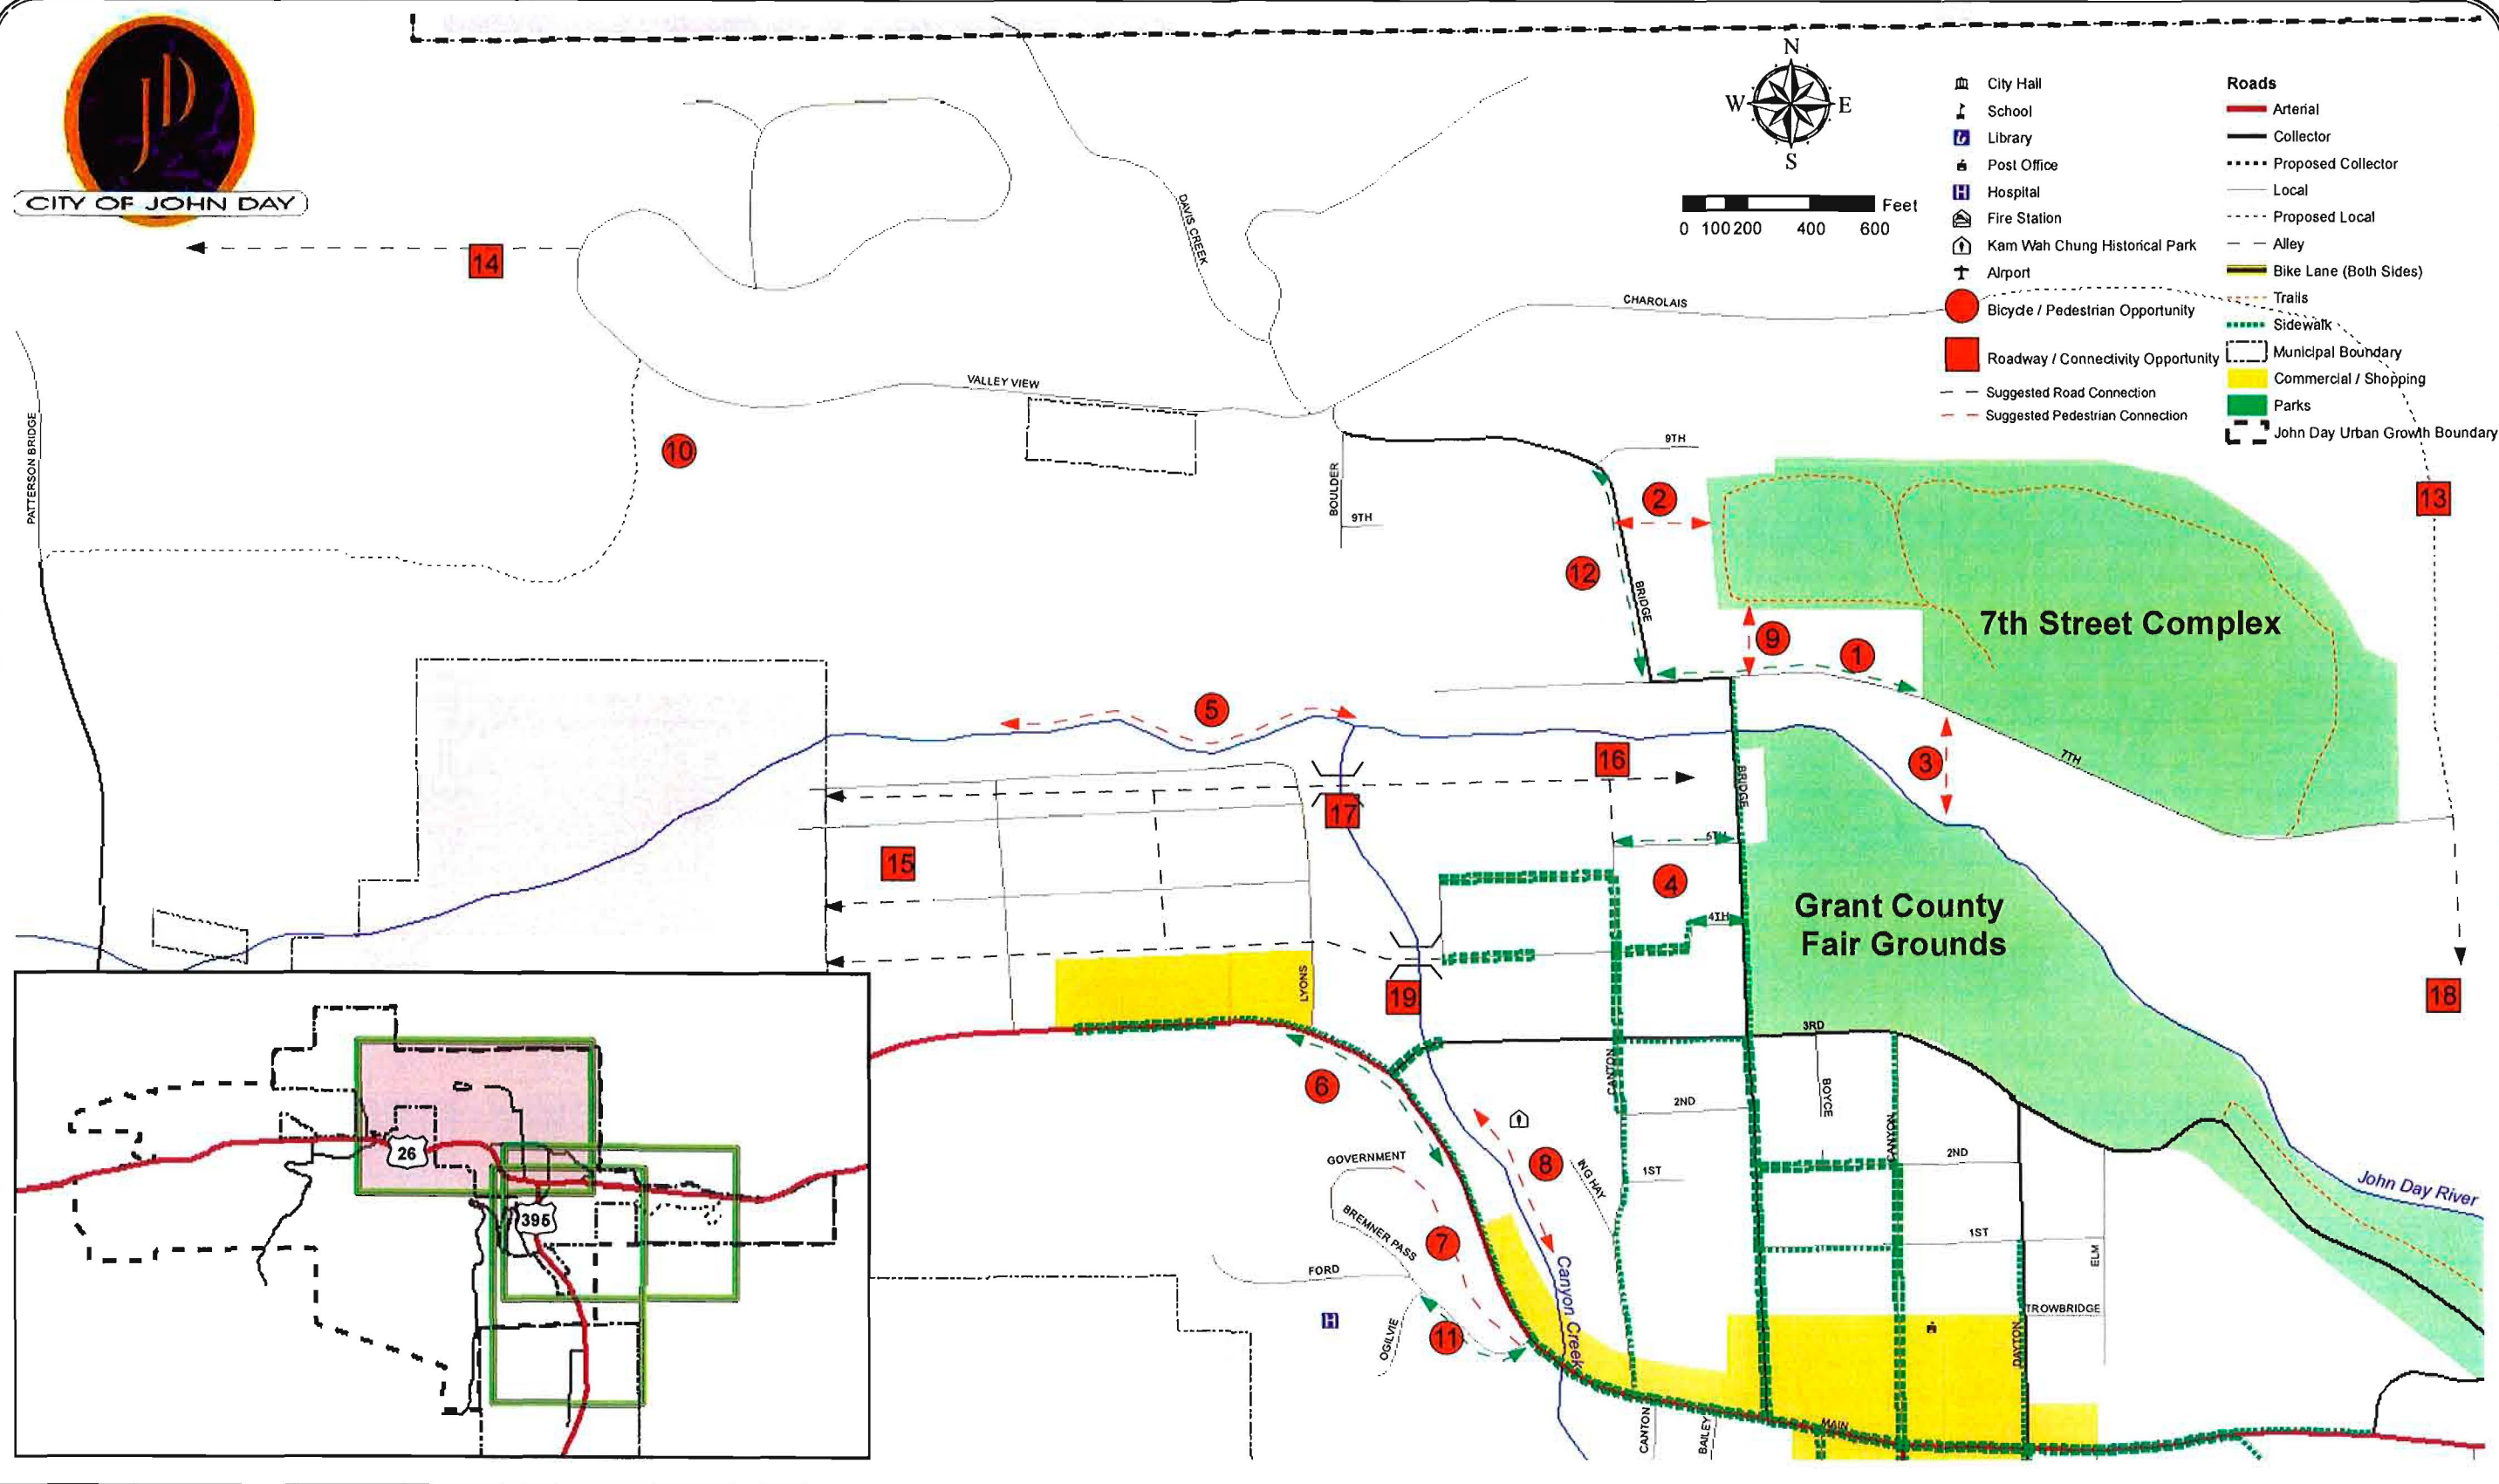 JD
CITY OF JOHN DAY
N
W E
S
Feet
0 100 200 400 600
City Hall
School
Library
Post Office
H Hospital
Fire Station
Kam Wah Chung Historical Park
Airport
Bicycle / Pedestrian Opportunity
Roadway / Connectivity Opportunity
Suggested Road Connection
Suggested Pedestrian Connection
Roads
Arterial
Collector
Proposed Collector
Local
Proposed Local
Alley
Bike Lane (Both Sides)
Trails
Sidewalk
Municipal Boundary
Commercial / Shopping
Parks
John Day Urban Growth Boundary
14
DAVIS CREEK
CHAROLAIS
VALLEY VIEW
PATTERSON BRIDGE
10
BOULDER
9TH
9TH
2
13
12
BRIDGE
7th Street Complex
9
1
5
3
7TH
16
BRIDGE
17
6TH
15
4
4TH
Grant County
Fair Grounds
LYONS
19
18
3RD
6
CANTON
2ND
BOYCE
CANYON
2ND
GOVERNMENT
8
ING HAY
1ST
BREMNER PASS
7
FORD
1ST
ELM
John Day River
Canyon Creek
H
OGILVIE
11
TROWBRIDGE
DAYTON
MAIN
CANTON
BAILEY
26
395